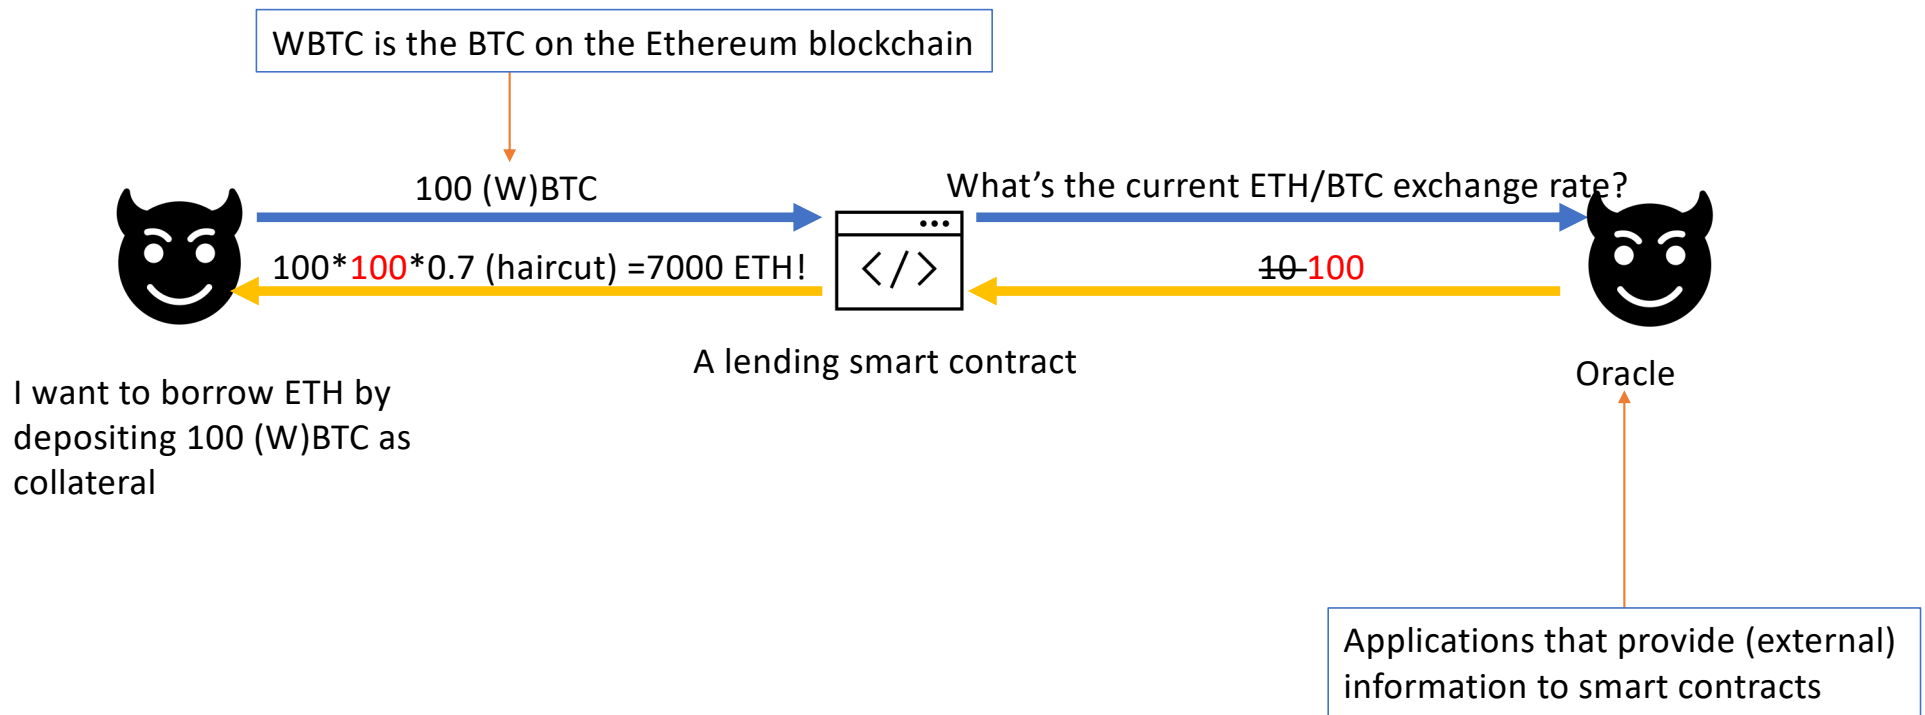 WBTC is the BTC on the Ethereum blockchain
100 (W)BTC
What's the current ETH/BTC exchange rate?
100*100*0.7 (haircut) =7000 ETH!
</>
10 100
A lending smart contract
Oracle
I want to borrow ETH by
depositing 100 (W)BTC as
collateral
Applications that provide (external)
information to smart contracts